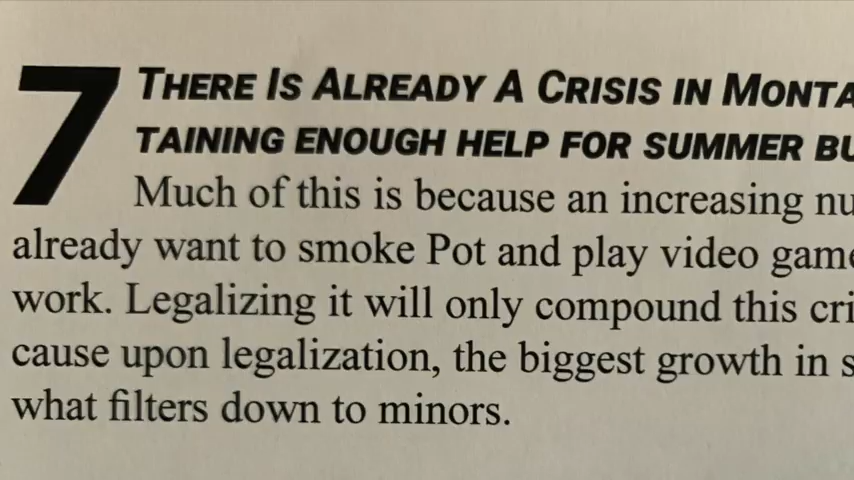 7 THERE IS ALREADY A CRISIS IN MONTA
TAINING ENOUGH HELP FOR SUMMER BU
Much of this is because an increasing nu
already want to smoke Pot and play video game
work. Legalizing it will only compound this cri
cause upon legalization, the biggest growth in s
what filters down to minors.